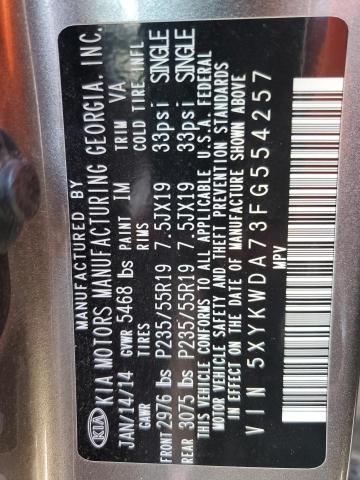 MANUFACTURED BY
KIA KIA MOTORS MANUFACTURING GEORGIA, INC.
JAN/14/14 GVWR 5468 lbs PAINT IM TRIM VA
GAWR TIRES RIMS COLD TIRE INFL
FRONT 2976 lbs P235/55R19 7.5JX19 33psi SINGLE
REAR 3075 lbs P235/55R19 7.5JX19 33psi SINGLE
THIS VEHICLE CONFORMS TO ALL APPLICABLE U.S.A. FEDERAL
MOTOR VEHICLE SAFETY AND THEFT PREVENTION STANDARDS
IN EFFECT ON THE DATE OF MANUFACTURE SHOWN ABOVE
VIN 5XYKWDA73FG554257
MPV